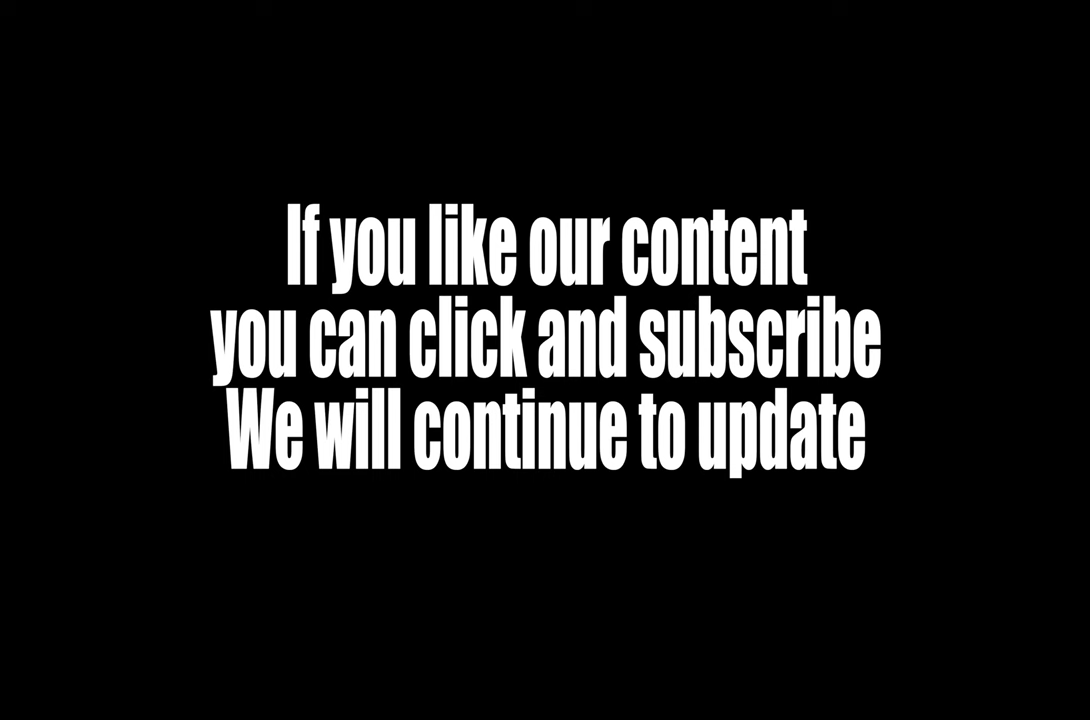 If you like our content
you can click and subscribe
We will continue to update